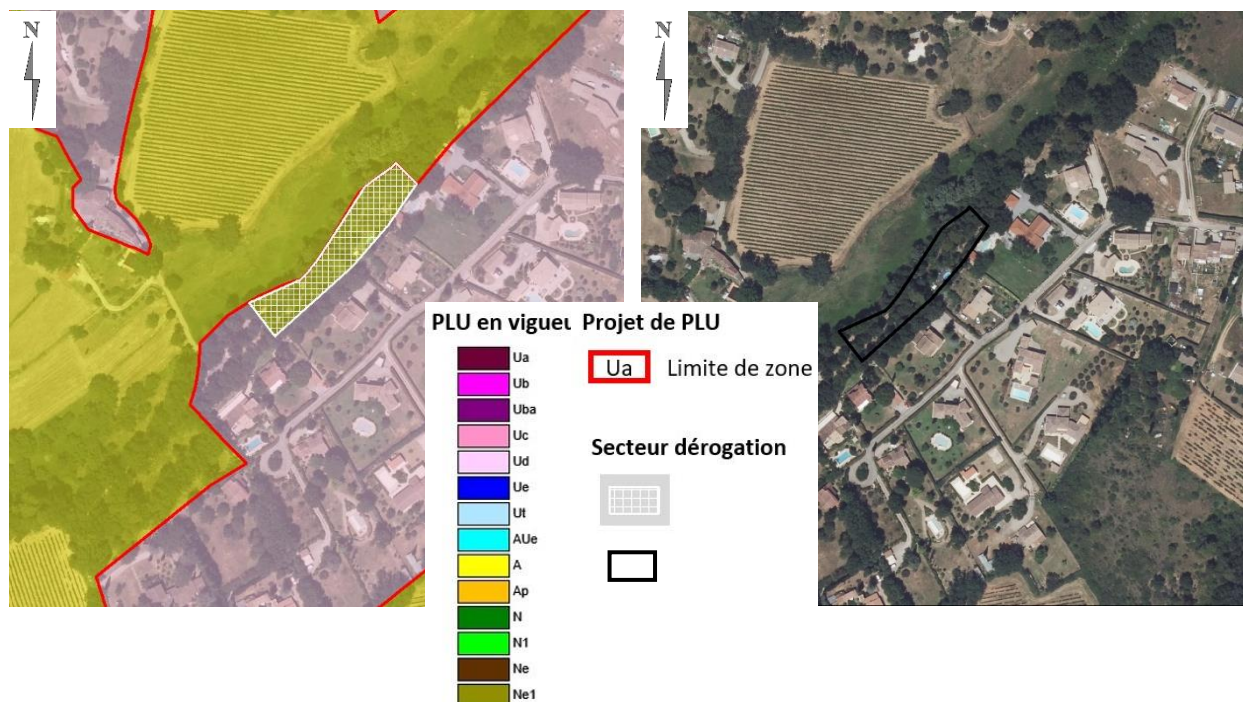 N
N
PLU en vigueu
Ua
Ub
Uba
Uc
Ud
Ue
Ut
AUe
A
Ap
N
N1
Ne
Ne1
Projet de PLU
Ua Limite de zone
Secteur dérogation